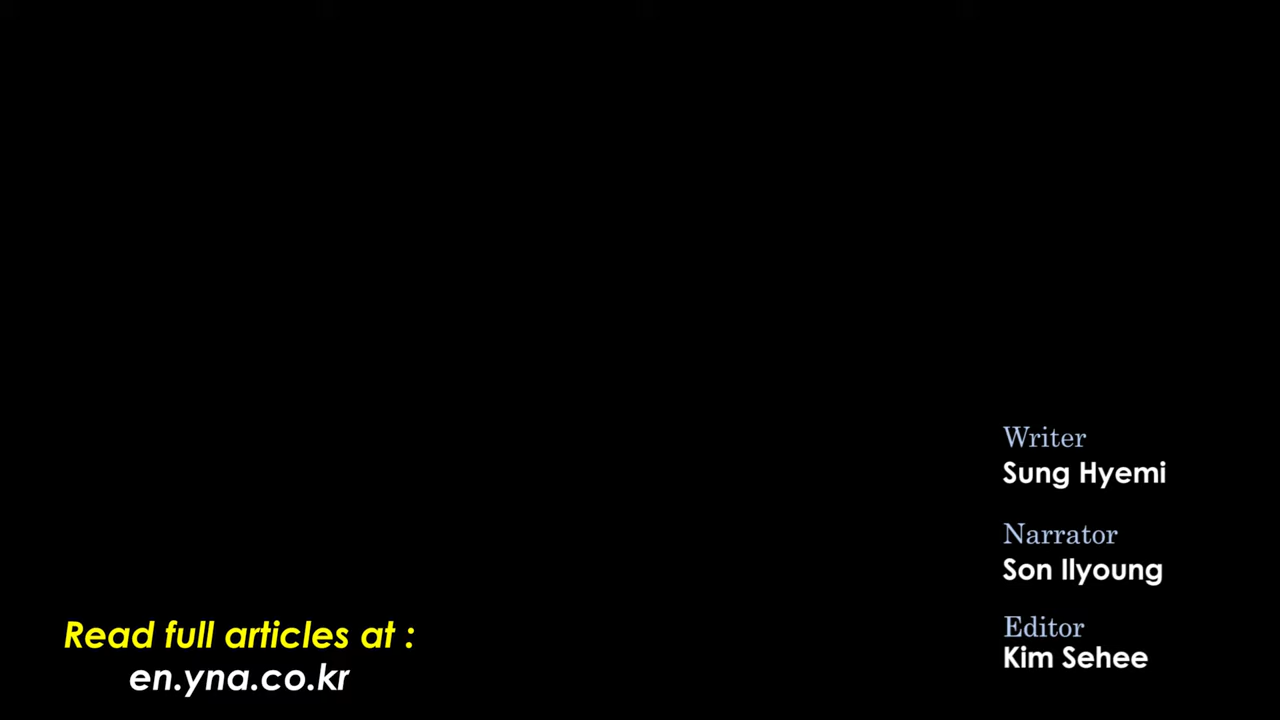 Writer
Sung Hyemi
Narrator
Son Ilyoung
Editor
Kim Sehee
Read full articles at :
en.yna.co.kr